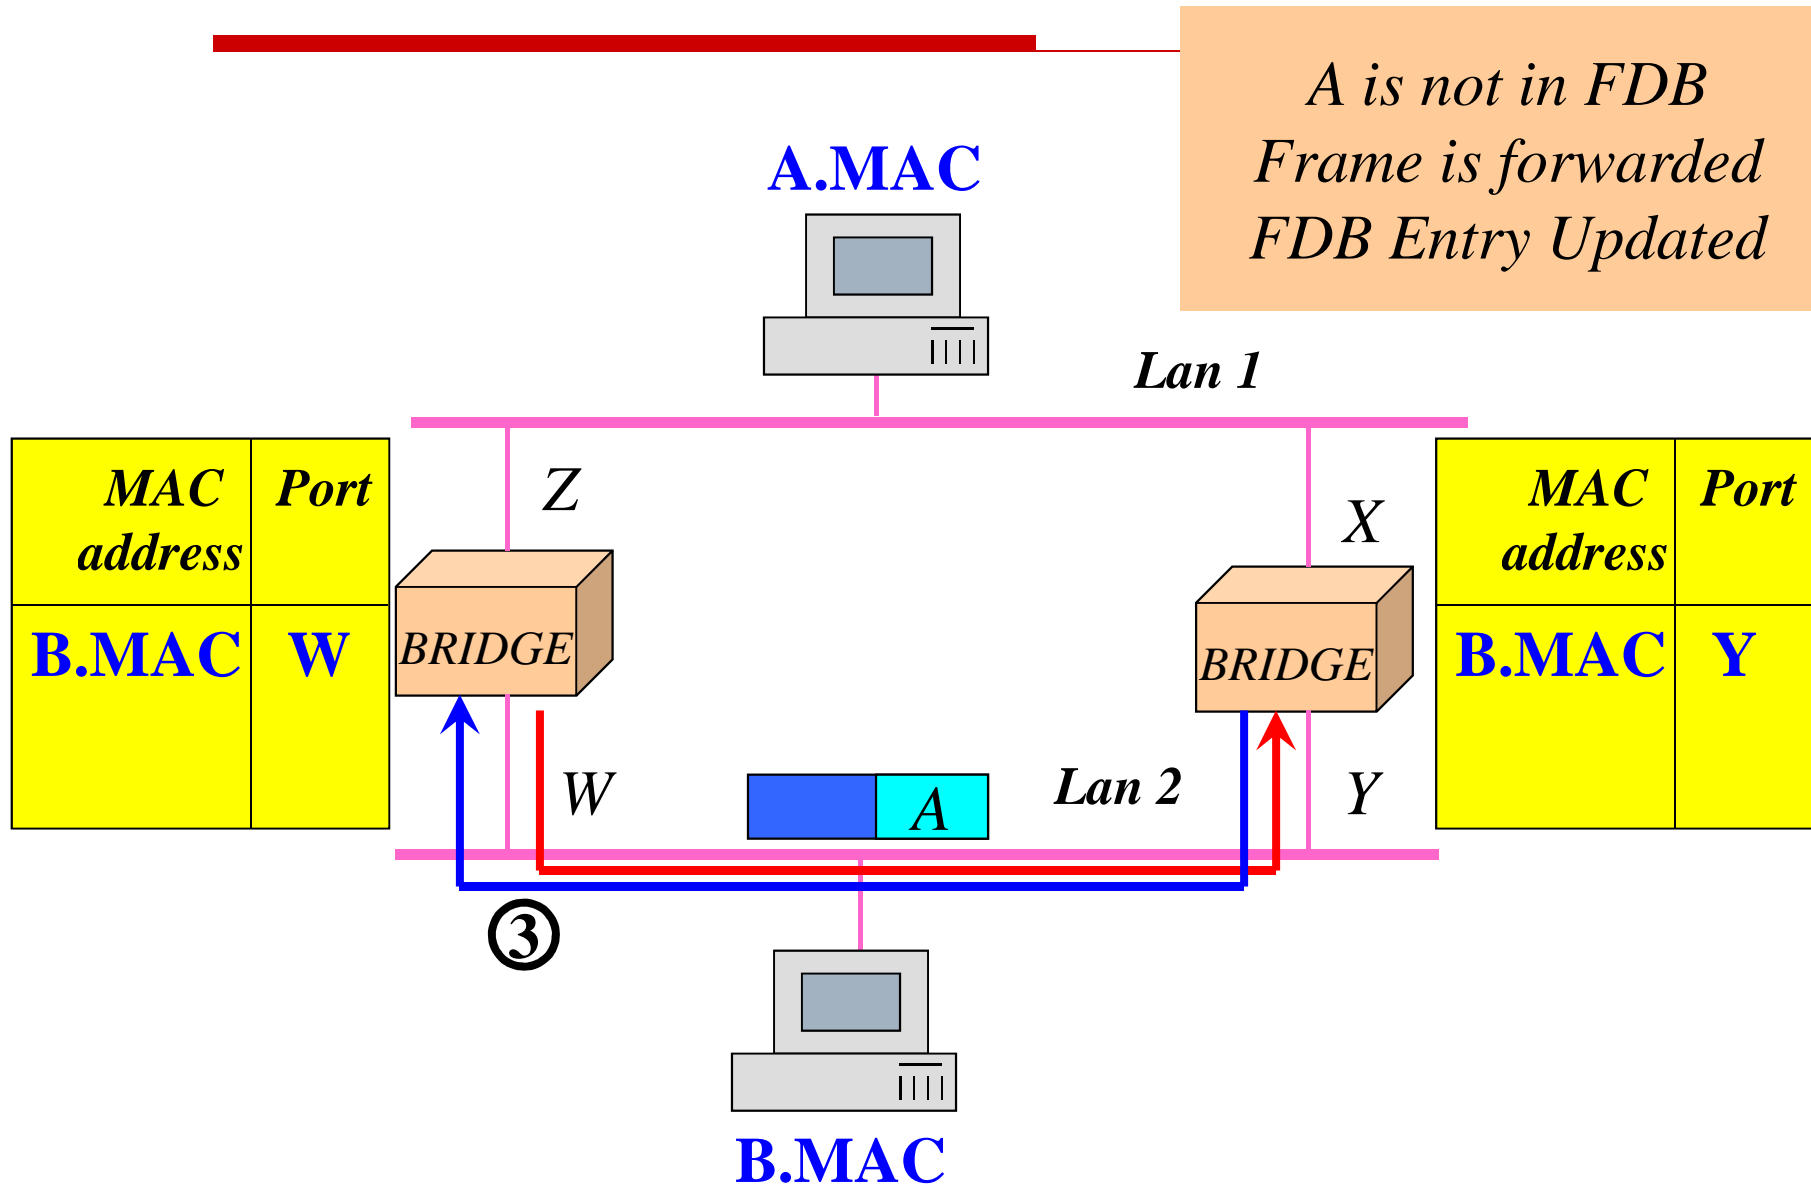 A is not in FDB
Frame is forwarded
FDB Entry Updated
A.MAC
Lan 1
MAC address
Port
B.MAC
W
Z
BRIDGE
W
X
BRIDGE
Y
MAC address
Port
B.MAC
Y
A
Lan 2
3
B.MAC